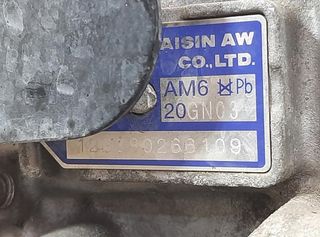 AISIN AW
CO., LTD.
AM6 Pb
20GN03